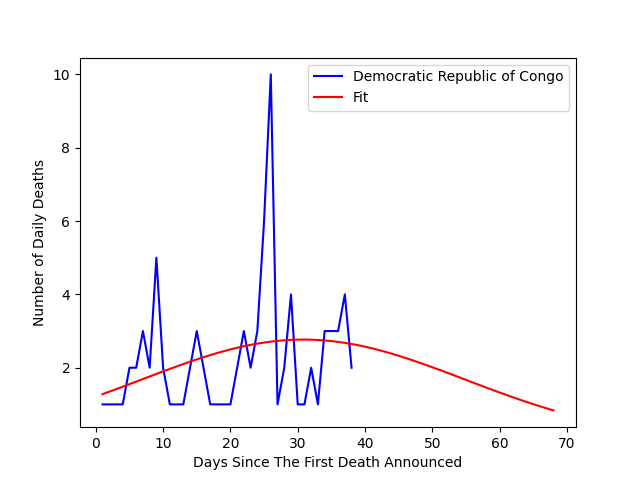 Democratic Republic of Congo
Fit
Number of Daily Deaths
10
8
6
4
2
0 10 20 30 40 50 60 70
Days Since The First Death Announced